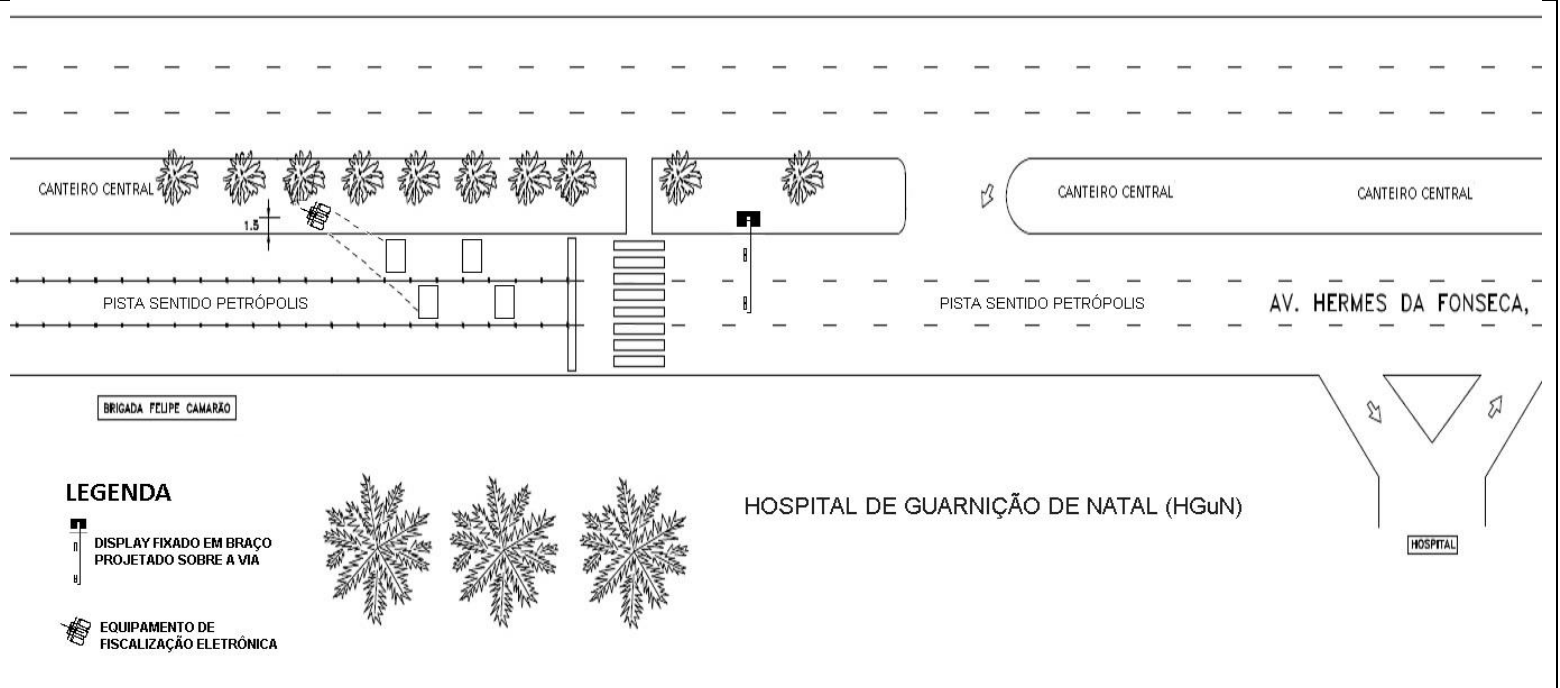 CANTEIRO CENTRAL
CANTEIRO CENTRAL
CANTEIRO CENTRAL
1.5
PISTA SENTIDO PETRÓPOLIS
PISTA SENTIDO PETRÓPOLIS
AV. HERMES DA FONSECA,
BRIGADA FELIPE CAMARÃO
LEGENDA
DISPLAY FIXADO EM BRAÇO
PROJETADO SOBRE A VIA
EQUIPAMENTO DE
FISCALIZAÇÃO ELETRÔNICA
HOSPITAL DE GUARNIÇÃO DE NATAL (HGuN)
HOSPITAL